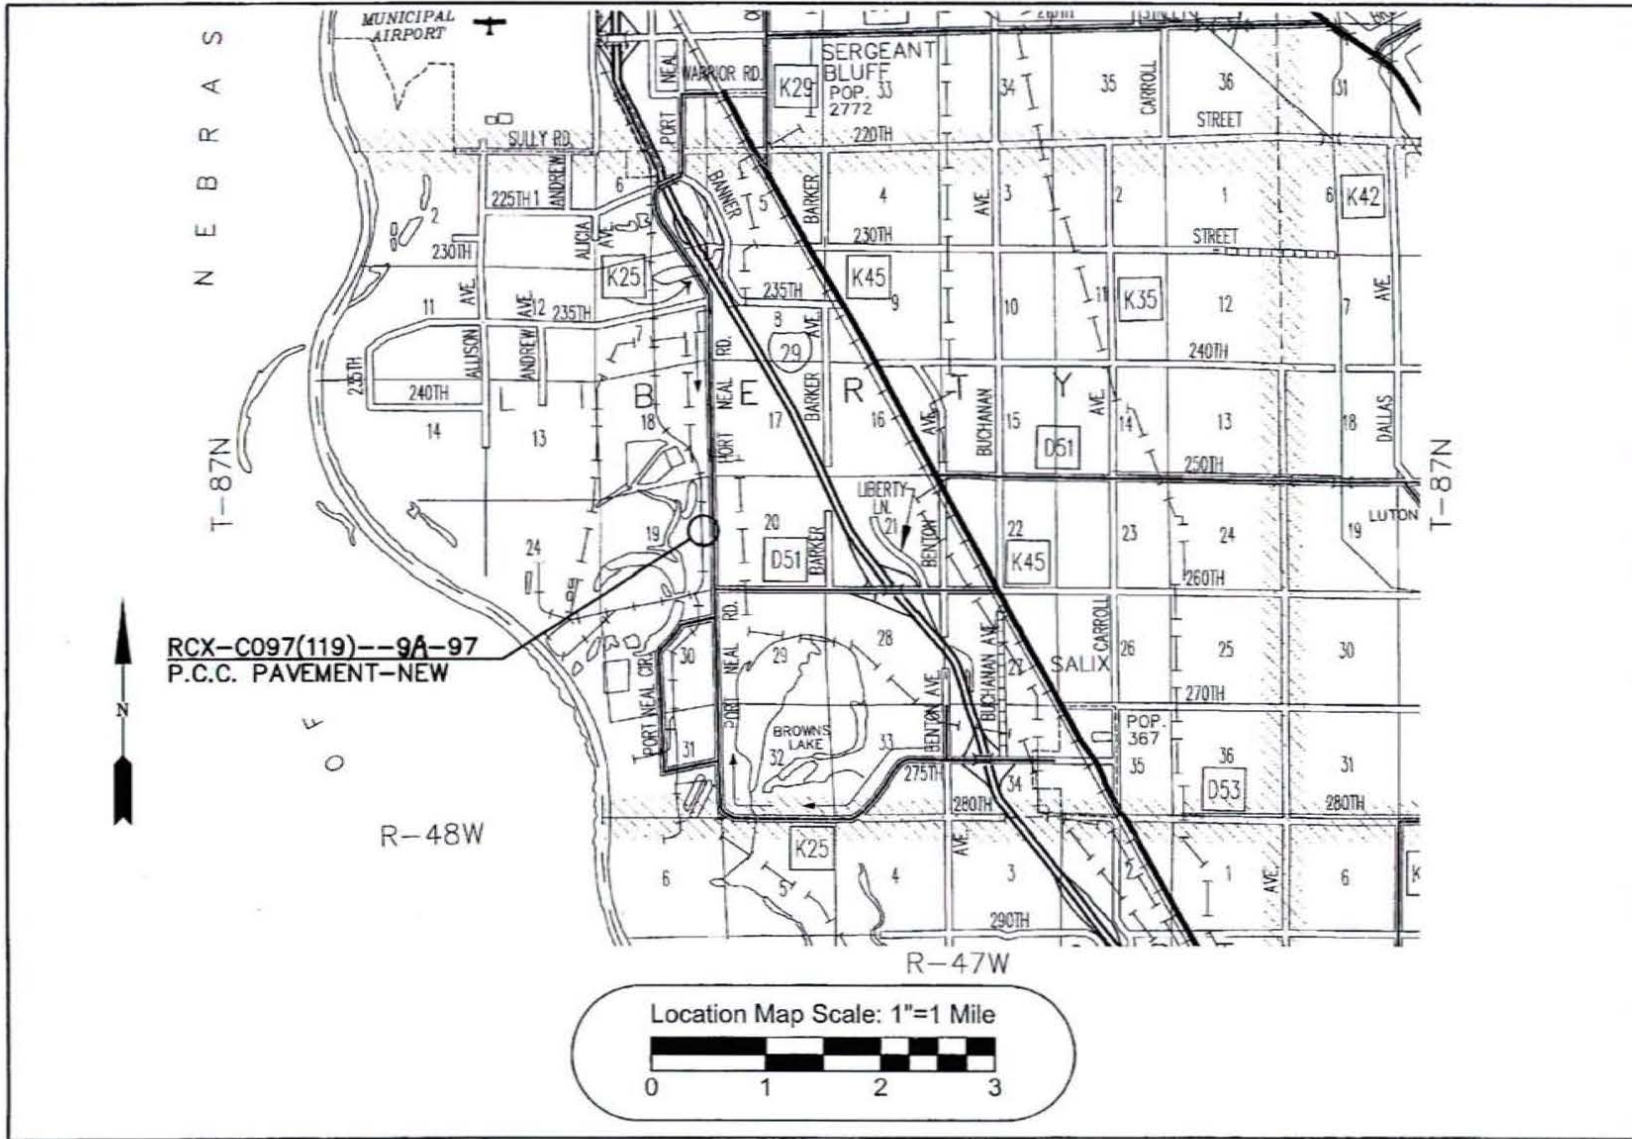 MUNICIPAL
AIRPORT
NEBRAS
NEAL
WARRIOR RD.
K29
SERGEANT
BLUFF
POP. 33
2772
34
35
CARROLL
36
31
STREET
220TH
SULLY RD.
PORT
ANDREW
225TH 1
6
BANNER
5
BARKER
4
AVE.
3
2
1
6
K42
2
230TH
ALICIA
AVE.
K25
230TH
K45
STREET
11
AVE.
12
AVE.
235TH
235TH
8
AVE.
9
10
11
K35
12
7
AVE.
7
29
235TH
ALLISON
ANDREW
RD.
240TH
240TH
L I B E R T Y
NEAL
BARKER
14
13
18
17
16
AVE.
BUCHANAN
15
AVE.
14
13
18
DALLAS
D51
250TH
T-87N
T-87N
LIBERTY
LN.
21
LUTON
24
19
20
D51
BARKER
BENTON
22
K45
23
24
19
260TH
RCX-C097(119)--9A-97
P.C.C. PAVEMENT-NEW
N
RD.
NEAL
PORT
PORT NEAL CIR.
30
29
28
BENTON AVE
BUCHANAN AVE
27
SALIX
CARROLL
26
25
30
270TH
31
BROWNS
LAKE
32
33
275TH
34
POP.
367
35
36
D53
31
280TH
280TH
O F
R-48W
K25
AVE.
6
5
4
3
2
1
AVE.
6
K
290TH
R-47W
Location Map Scale: 1"=1 Mile
0 1 2 3